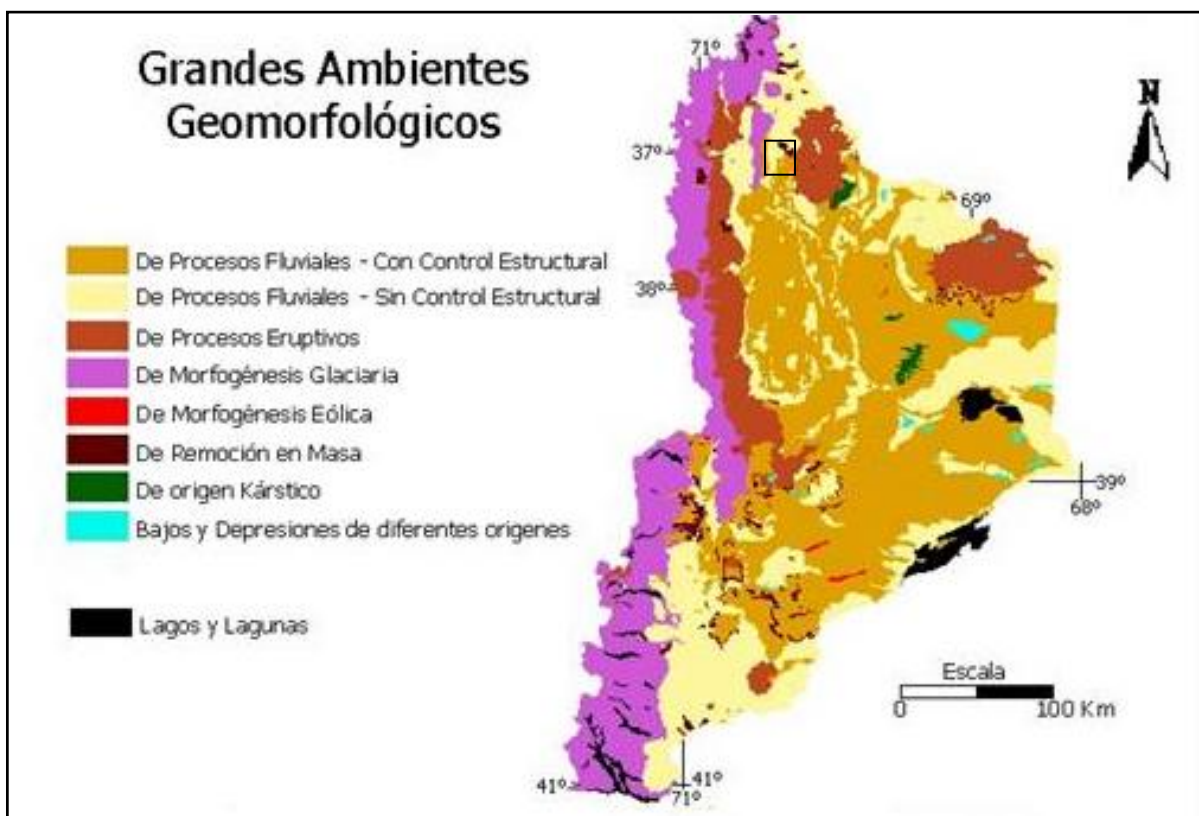 Grandes Ambientes
Geomorfológicos
De Procesos Fluviales - Con Control Estructural
De Procesos Fluviales - Sin Control Estructural
De Procesos Eruptivos
De Morfogénesis Glaciaria
De Morfogénesis Eólica
De Remoción en Masa
De origen Kárstico
Bajos y Depresiones de diferentes origenes
Lagos y Lagunas
71º
37º
69º
38º
39º
68º
41º
41º
71º
N
Escala
0
100 Km